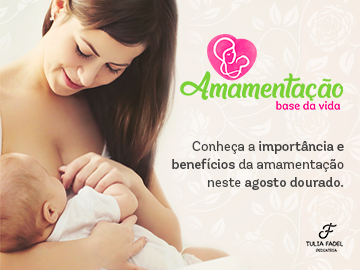 Amamentação
base da vida
Conheça a importância e
benefícios da amamentação
neste agosto dourado.
TULIA FADEL
PEDIATRIA